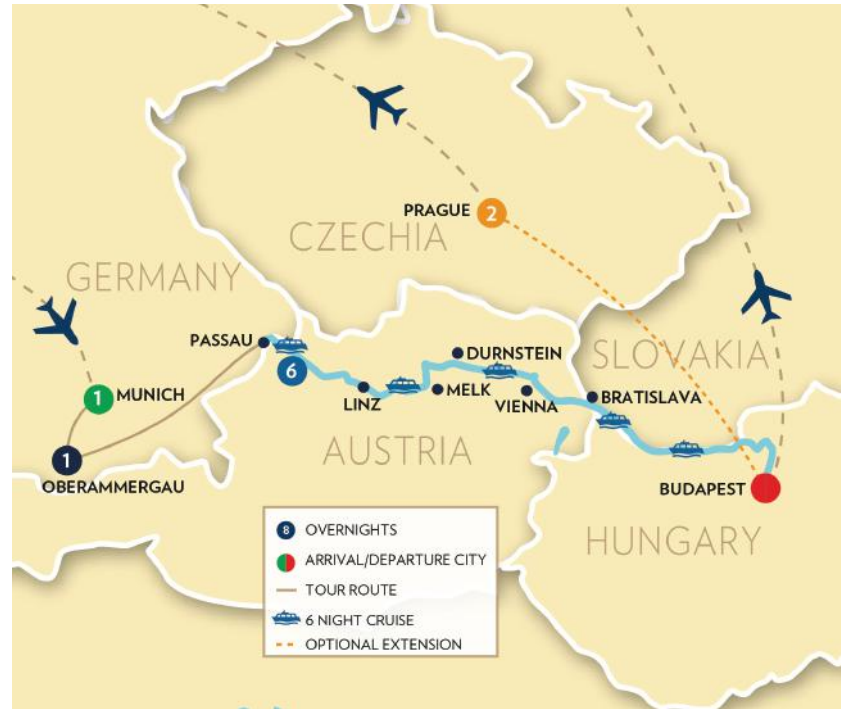 PRAGUE
2
CZECHIA
GERMANY
PASSAU
DURNSTEIN
SLOVAKIA
6
1
MUNICH
LINZ
MELK
VIENNA
BRATISLAVA
AUSTRIA
1
OBERAMMERGAU
BUDAPEST
HUNGARY
8 OVERNIGHTS
ARRIVAL/DEPARTURE CITY
TOUR ROUTE
6 NIGHT CRUISE
OPTIONAL EXTENSION